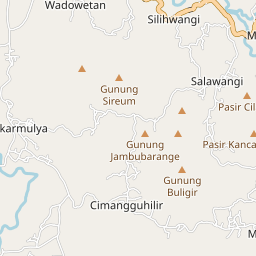 Wadowetan
Silihwangi
M
Salawangi
Gunung
Sireum
Pasir Cil
karmulya
Gunung
Jambubarange
Pasir Kanca
Gunung
Buligir
Cimangguhilir
M